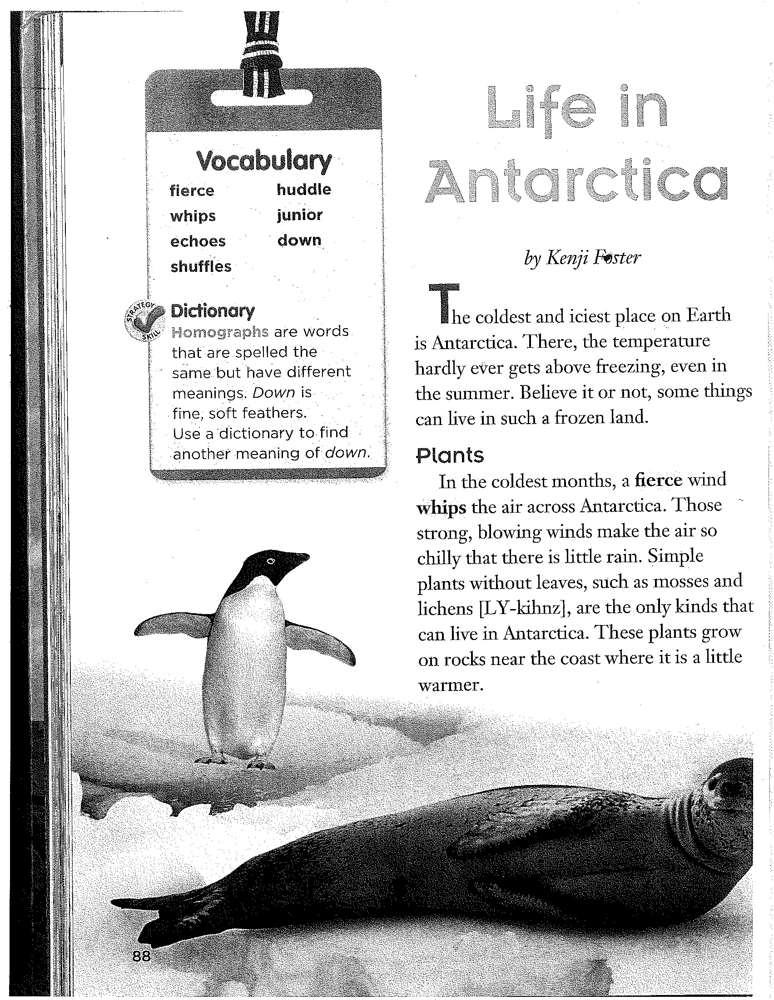 Vocabulary
fierce huddle
whips junior
echoes down
shuffles
STRATEGY
SKILL
Dictionary
Homographs are words
that are spelled the
same but have different
meanings. Down is
fine, soft feathers.
Use a dictionary to find
another meaning of down.
Life in
Antarctica
by Kenji Foster
The coldest and iciest place on Earth
is Antarctica. There, the temperature
hardly ever gets above freezing, even in
the summer. Believe it or not, some things
can live in such a frozen land.
Plants
In the coldest months, a fierce wind
whips the air across Antarctica. Those
strong, blowing winds make the air so
chilly that there is little rain. Simple
plants without leaves, such as mosses and
lichens [LY-kihnz], are the only kinds that
can live in Antarctica. These plants grow
on rocks near the coast where it is a little
warmer.
88